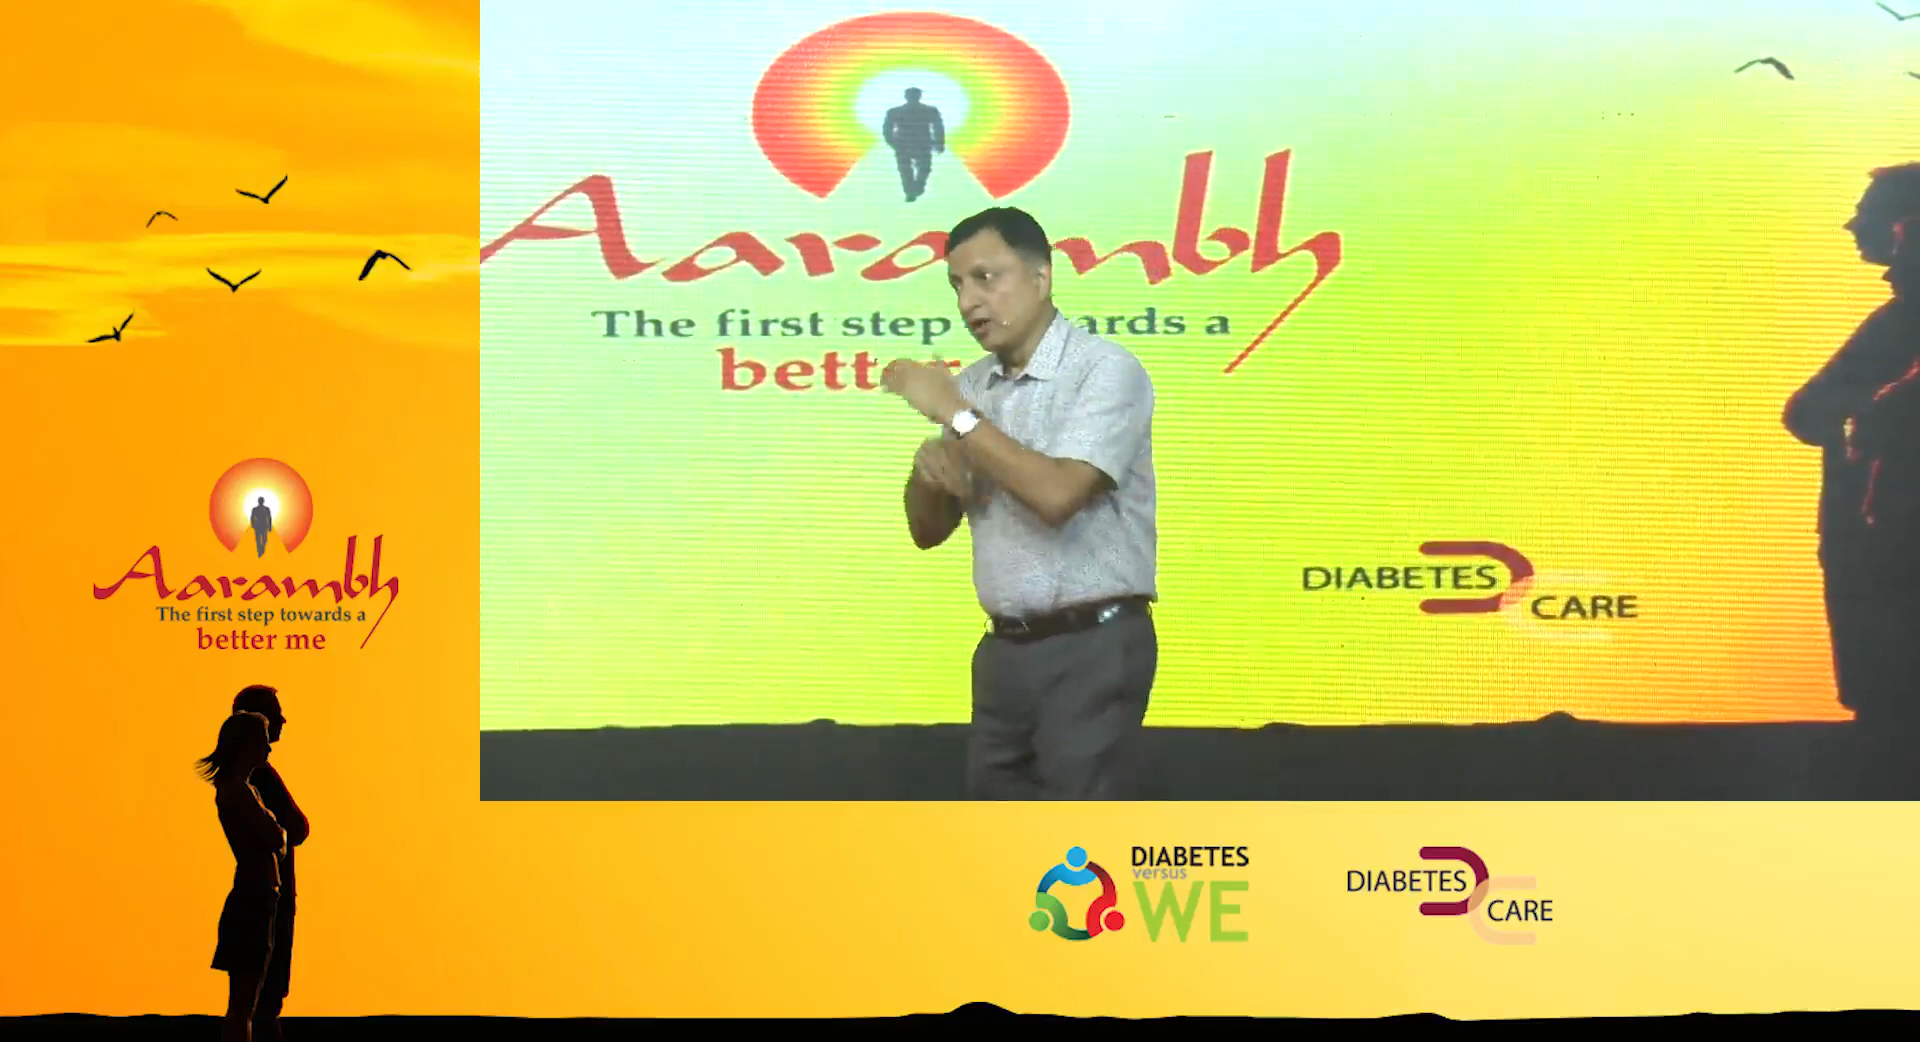 Aarambh
The first step towards a
better me
Aarambh
The first step ards a
better
DIABETES
CARE
DIABETES
versus
WE
DIABETES
CARE